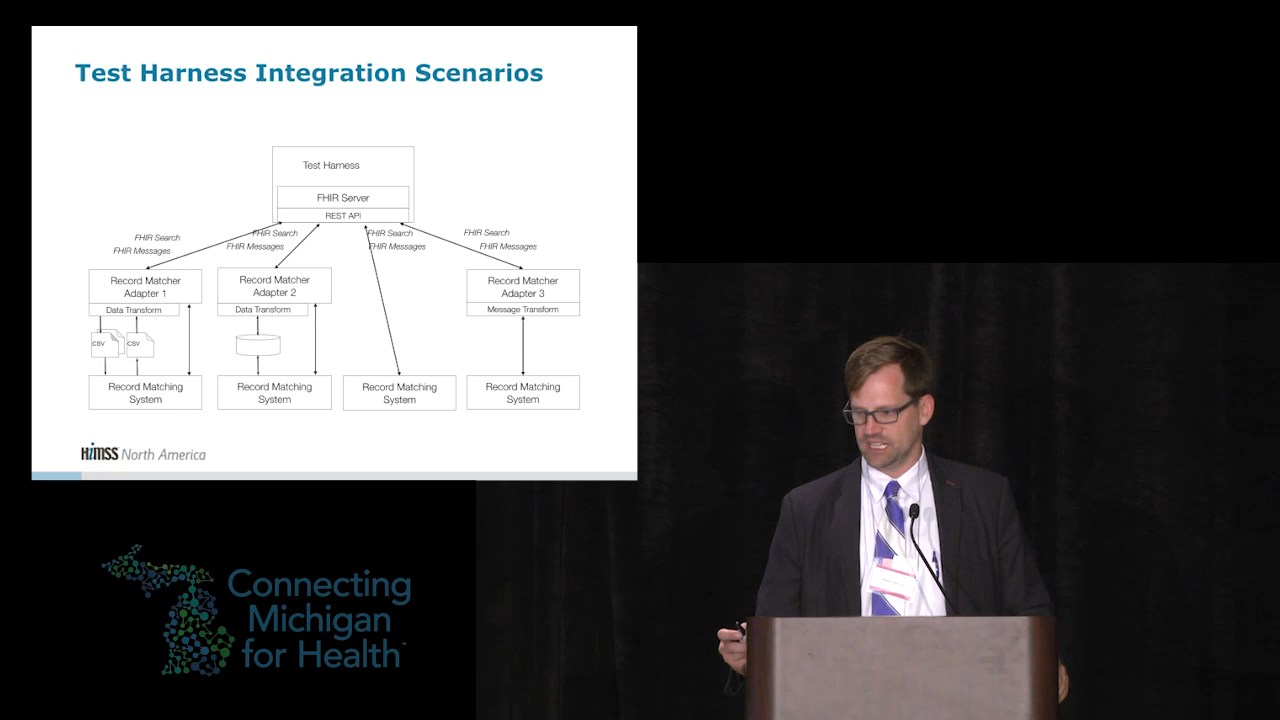 Test Harness Integration Scenarios
Test Harness
FHIR Server
REST API
FHIR Search
FHIR Messages
FHIR Search
FHIR Messages
FHIR Search
FHIR Messages
FHIR Search
FHIR Messages
Record Matcher
Adapter 1
Data Transform
Record Matcher
Adapter 2
Data Transform
Record Matcher
Adapter 3
Message Transform
CSV
CSV
Record Matching
System
Record Matching
System
Record Matching
System
Record Matching
System
HiMSS North America
Connecting
Michigan
for Health™